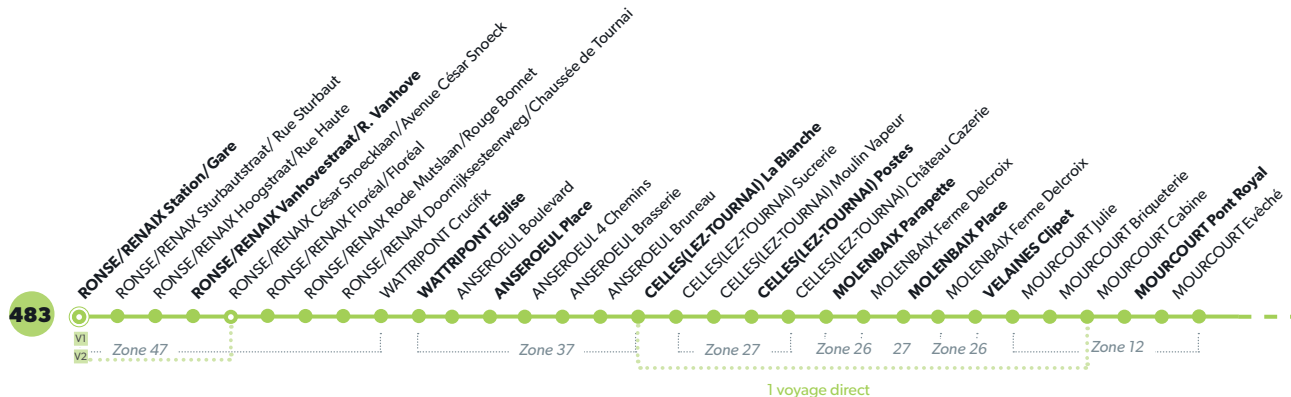 RONSE/RENAIX Station/Gare
RONSE/RENAIX Sturbautstraat/ Rue Sturbaut
RONSE/RENAIX Hoogstraat/Rue Haute
RONSE/RENAIX Vanhovestraat/R. Vanhove
RONSE/RENAIX César Snoecklaan/Avenue César Snoeck
RONSE/RENAIX Floréal/Floréal
RONSE/RENAIX Rode Mutslaan/Rouge Bonnet
RONSE/RENAIX Doornijksesteenweg/Chaussée de Tournai
WATTRIPONT Crucifix
WATTRIPONT Eglise
ANSEROEUL Boulevard
ANSEROEUL Place
ANSEROEUL 4 Chemins
ANSEROEUL Brasserie
ANSEROEUL Bruneau
CELLES(LEZ-TOURNAI) La Blanche
CELLES(LEZ-TOURNAI) Sucrerie
CELLES(LEZ-TOURNAI) Moulin Vapeur
CELLES(LEZ-TOURNAI) Postes
CELLES(LEZ-TOURNAI) Château Cazerie
MOLENBAIX Parapette
MOLENBAIX Ferme Delcroix
MOLENBAIX Place
MOLENBAIX Ferme Delcroix
VELAINES Clipet
MOURCOURT Julie
MOURCOURT Briqueterie
MOURCOURT Cabine
MOURCOURT Pont Royal
MOURCOURT Evêché
483
V1
V2
Zone 47
Zone 37
Zone 27
Zone 26
27
Zone 26
Zone 12
1 voyage direct